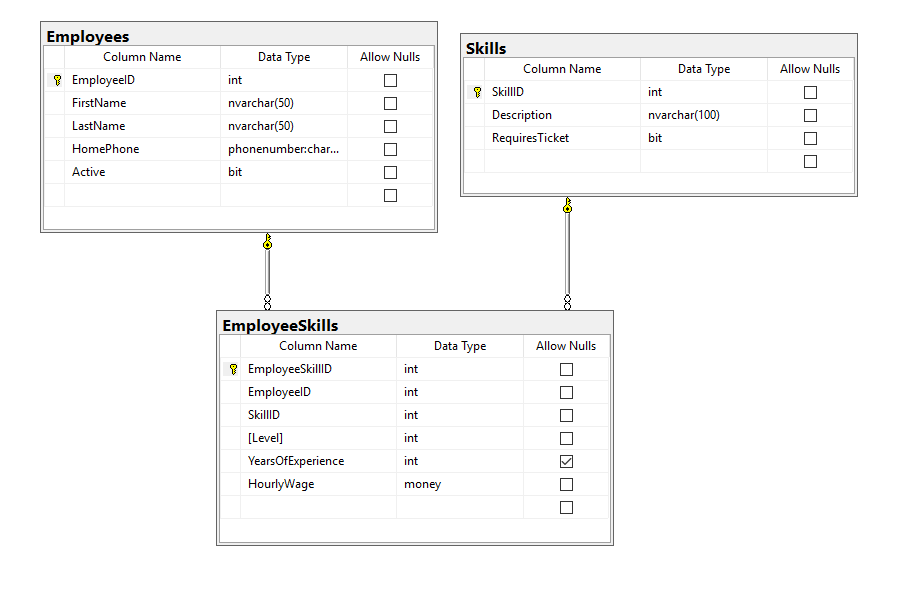 Employees
Column Name Data Type Allow Nulls
EmployeeID int
FirstName nvarchar(50)
LastName nvarchar(50)
HomePhone phonenumber:char...
Active bit
Skills
Column Name Data Type Allow Nulls
SkillID int
Description nvarchar(100)
RequiresTicket bit
EmployeeSkills
Column Name Data Type Allow Nulls
EmployeeSkillID int
EmployeeID int
SkillID int
[Level] int
YearsOfExperience int
HourlyWage money